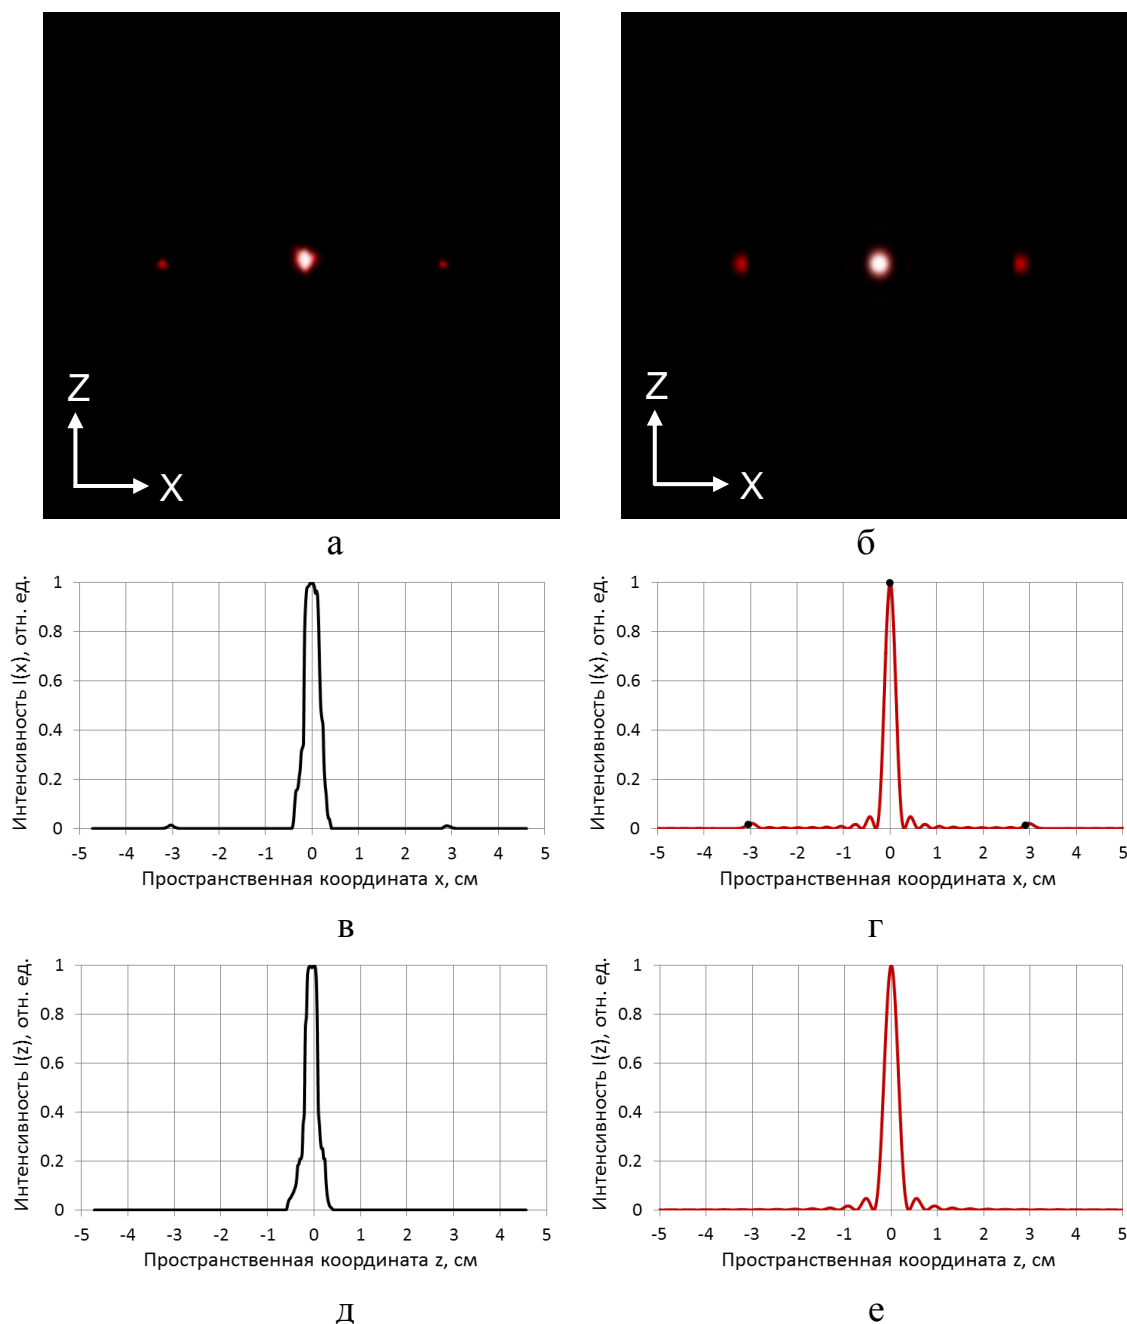 Z
X
Z
X
а
б
Интенсивность I(x), отн. ед.
1
0.8
0.6
0.4
0.2
0
-5 -4 -3 -2 -1 0 1 2 3 4 5
Пространственная координата x, см
в
Интенсивность I(x), отн. ед.
1
0.8
0.6
0.4
0.2
0
-5 -4 -3 -2 -1 0 1 2 3 4 5
Пространственная координата x, см
г
Интенсивность I(z), отн. ед.
1
0.8
0.6
0.4
0.2
0
-5 -4 -3 -2 -1 0 1 2 3 4 5
Пространственная координата z, см
д
Интенсивность I(z), отн. ед.
1
0.8
0.6
0.4
0.2
0
-5 -4 -3 -2 -1 0 1 2 3 4 5
Пространственная координата z, см
е